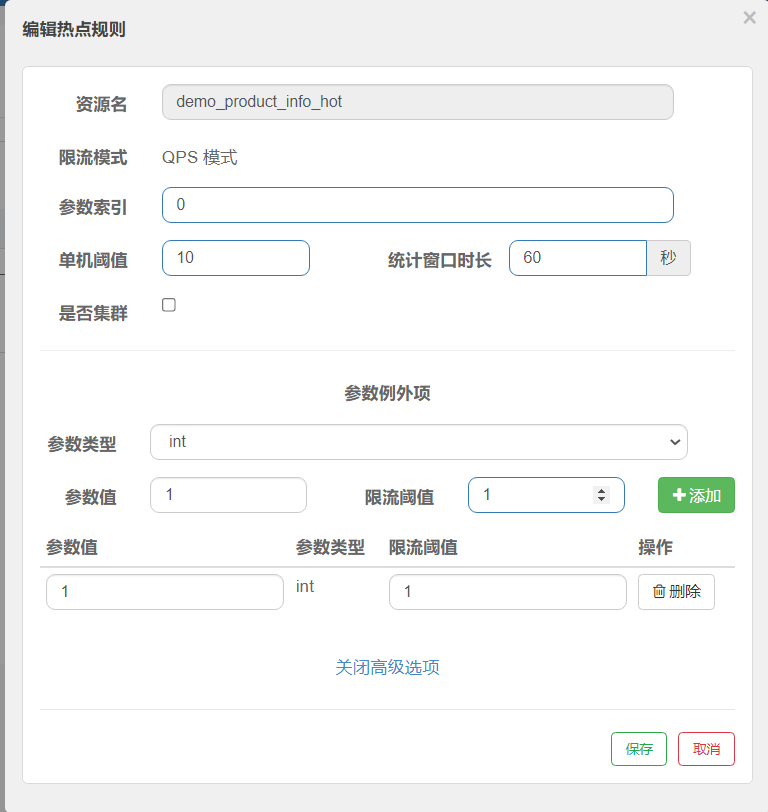 编辑热点规则 ×
资源名 demo_product_info_hot
限流模式 QPS 模式
参数索引 0
单机阈值 10 统计窗口时长 60 秒
是否集群
参数例外项
参数类型 int
参数值 1 限流阈值 1 添加
参数值 参数类型 限流阈值 操作
1 int 1 删除
关闭高级选项
保存 取消